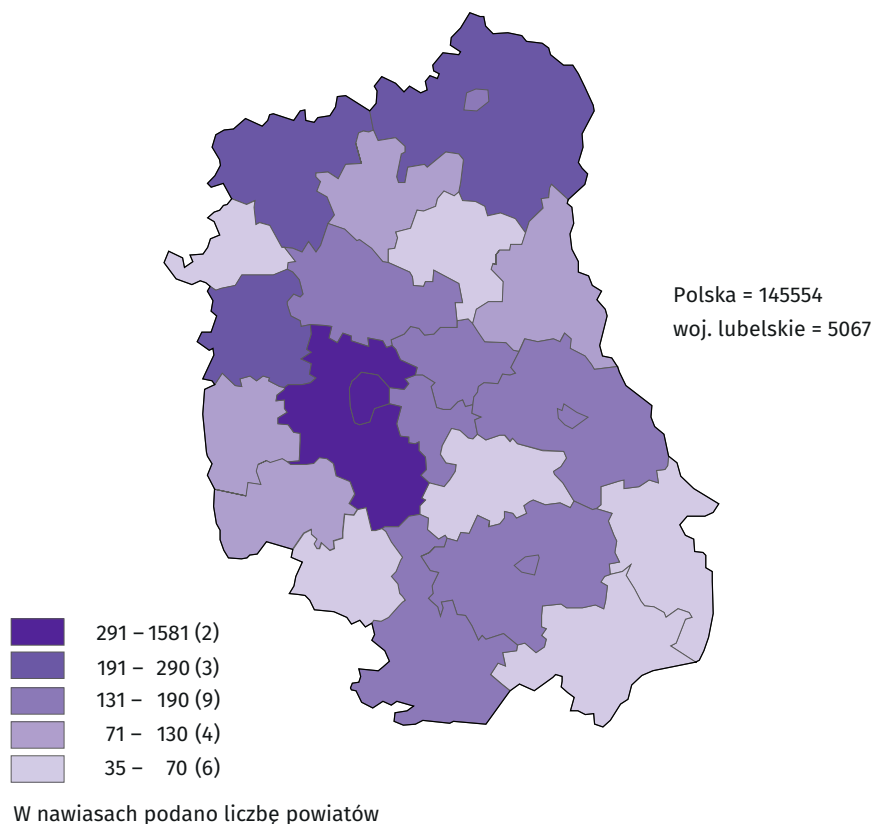 Polska = 145554
woj. lubelskie = 5067
291 – 1581 (2)
191 – 290 (3)
131 – 190 (9)
71 – 130 (4)
35 – 70 (6)
W nawiasach podano liczbę powiatów